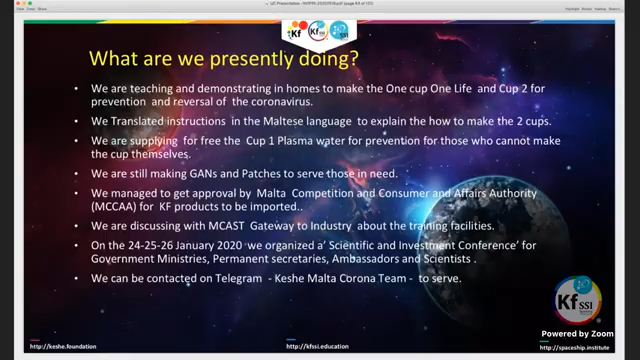 What are we presently doing?
• We are teaching and demonstrating in homes to make the One cup One Life and Cup 2 for
prevention and reversal of the coronavirus.
• We Translated instructions in the Maltese language to explain the how to make the 2 cups.
• We are supplying for free the Cup 1 Plasma water for prevention for those who cannot make
the cup themselves.
• We are still making GANs and Patches to serve those in need.
• We managed to get approval by Malta Competition and Consumer and Affairs Authority
(MCCAA) for KF products to be imported..
• We are discussing with MCAST Gateway to Industry about the training facilities.
• On the 24-25-26 January 2020 we organized a' Scientific and Investment Conference' for
Government Ministries, Permanent secretaries, Ambassadors and Scientists .
• We can be contacted on Telegram - Keshe Malta Corona Team - to serve.
Kf SSI
Powered by Zoom
http://keshe.foundation
http://kfssi.education
http://spaceship.institute